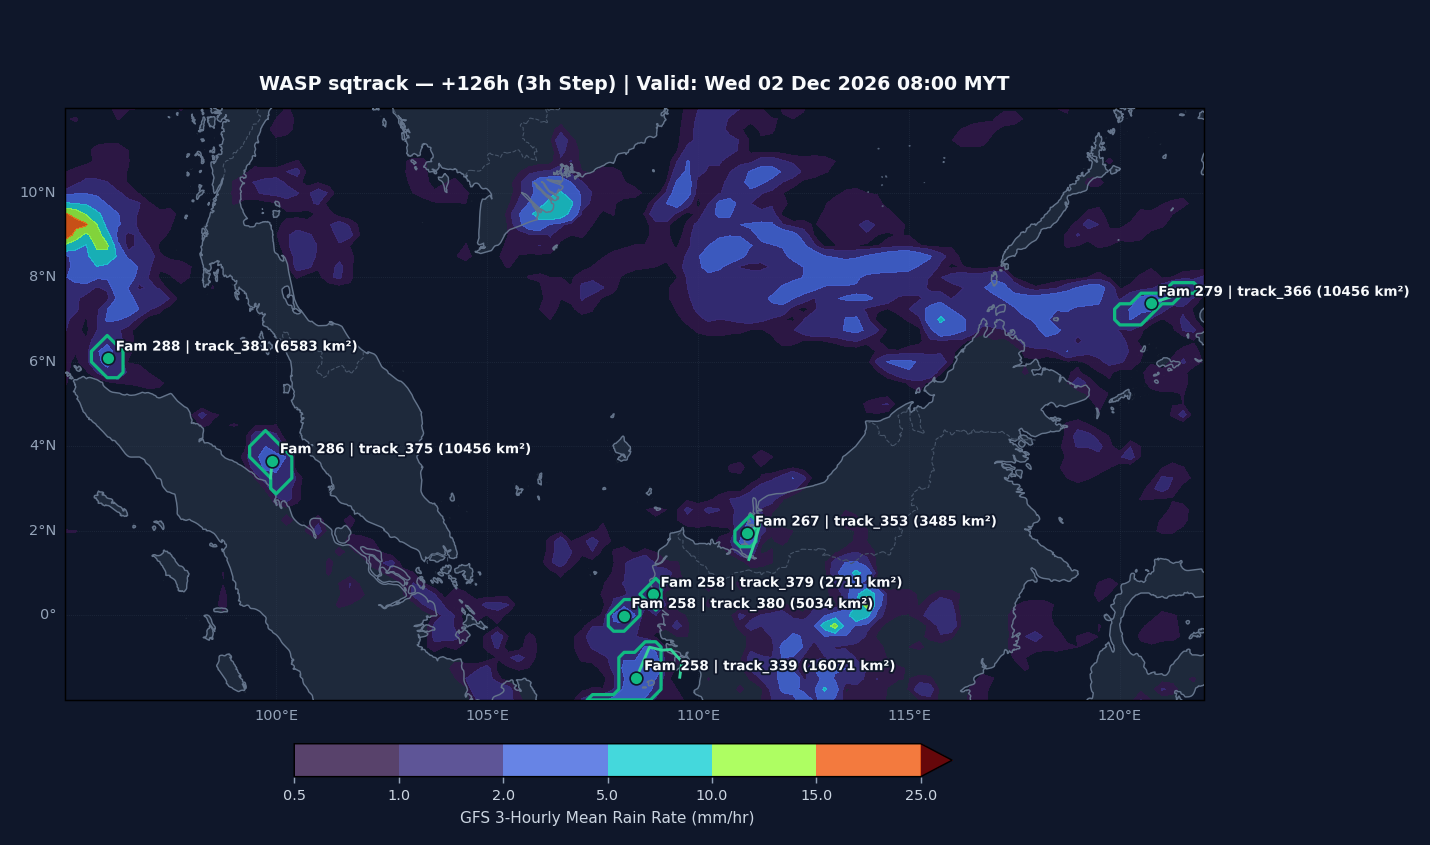 WASP sqtrack — +126h (3h Step) | Valid: Wed 02 Dec 2026 08:00 MYT
10°N
8°N
Fam 279 | track_366 (10456 km²)
Fam 288 | track_381 (6583 km²)
6°N
4°N
Fam 286 | track_375 (10456 km²)
2°N
Fam 267 | track_353 (3485 km²)
Fam 258 | track_379 (2711 km²)
Fam 258 | track_380 (5034 km²)
0°
Fam 258 | track_339 (16071 km²)
100°E 105°E 110°E 115°E 120°E
0.5 1.0 2.0 5.0 10.0 15.0 25.0
GFS 3-Hourly Mean Rain Rate (mm/hr)